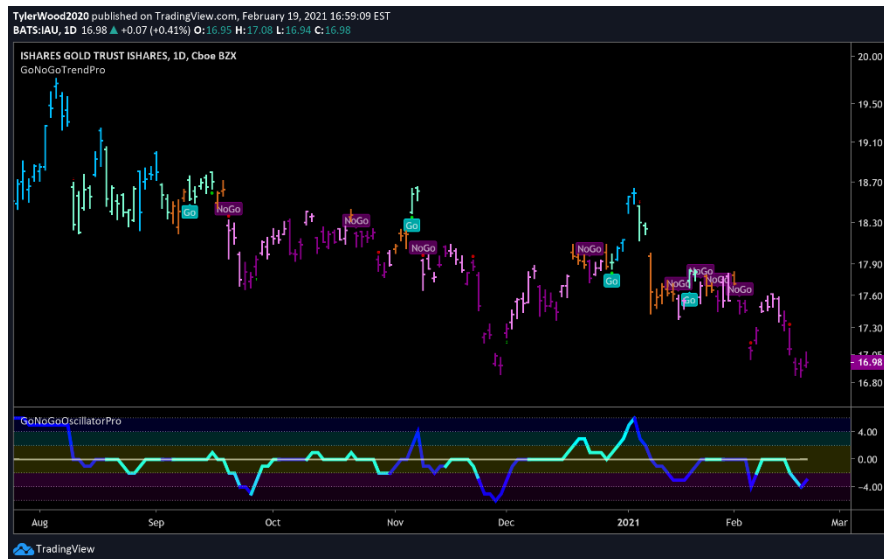 TylerWood2020 published on TradingView.com, February 19, 2021 16:59:09 EST
BATS:IAU, 1D 16.98 ▲ +0.07 (+0.41%) O:16.95 H:17.08 L:16.94 C:16.98
ISHARES GOLD TRUST ISHARES, 1D, Cboe BZX
GoNoGoTrendPro
20.00
19.50
19.10
18.70
Go
NoGo
NoGo
Go
18.30
NoGo
NoGo
17.90
Go
NoGo
NoGo
NoGo
NoGo
Go
17.60
17.30
17.05
16.98
16.80
GoNoGoOscillatorPro
4.00
0.00
−4.00
Aug Sep Oct Nov Dec 2021 Feb Mar
TradingView